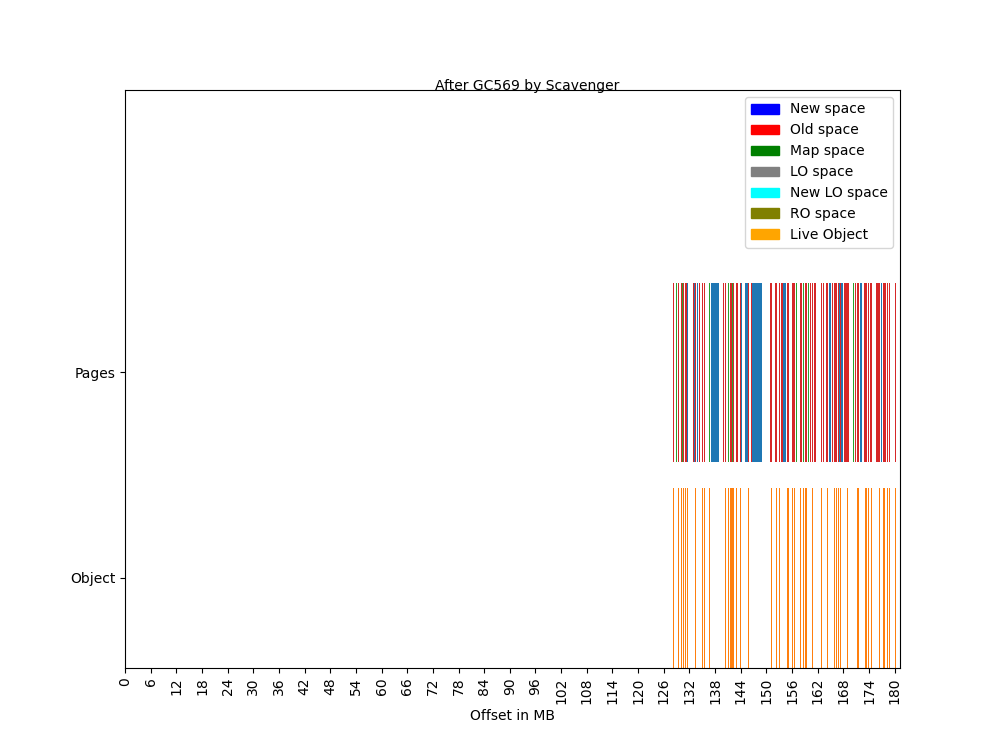 After GC569 by Scavenger
New space
Old space
Map space
LO space
New LO space
RO space
Live Object
Pages
Object
0 6 12 18 24 30 36 42 48 54 60 66 72 78 84 90 96 102 108 114 120 126 132 138 144 150 156 162 168 174 180
Offset in MB